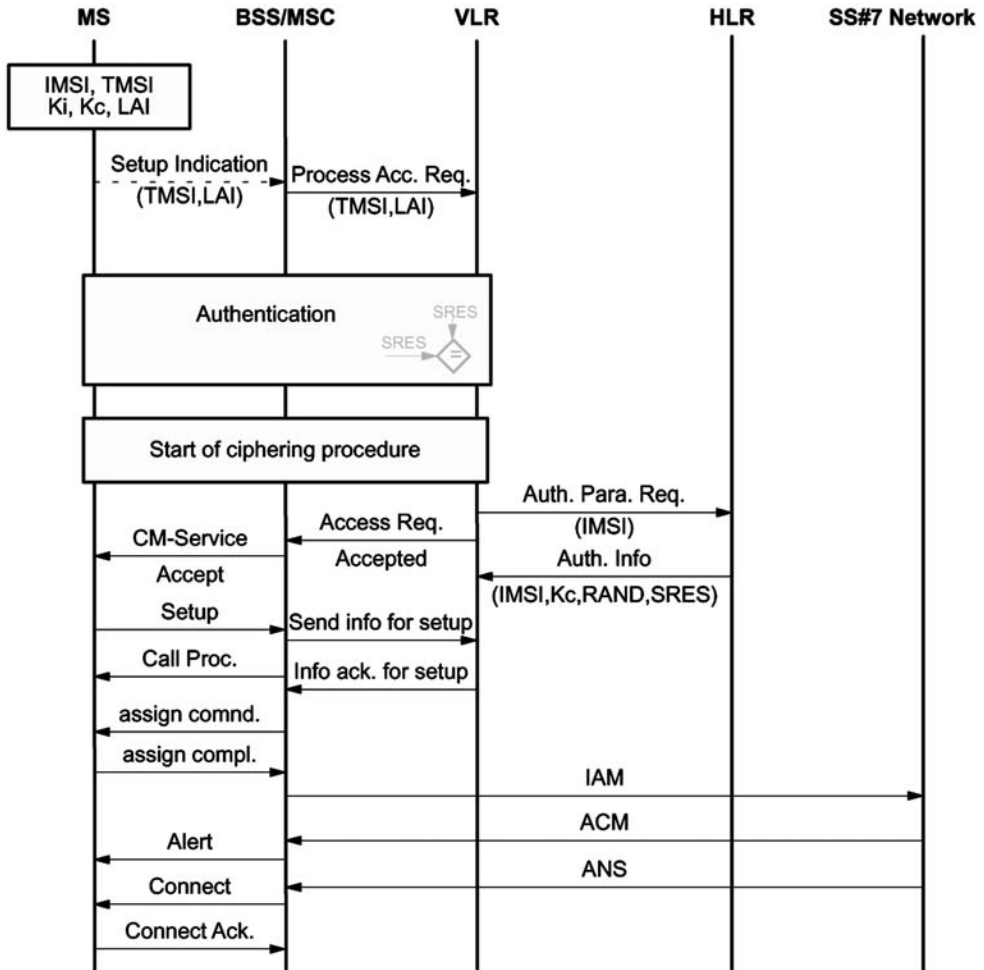 MS
BSS/MSC
VLR
HLR
SS#7 Network
IMSI, TMSI
Ki, Kc, LAI
Setup Indication
(TMSI,LAI)
Process Acc. Req.
(TMSI,LAI)
Authentication
SRES
SRES
=
Start of ciphering procedure
Auth. Para. Req.
(IMSI)
Access Req.
Accepted
CM-Service
Accept
Auth. Info
(IMSI,Kc,RAND,SRES)
Setup
Send info for setup
Call Proc.
Info ack. for setup
assign comnd.
assign compl.
IAM
ACM
Alert
ANS
Connect
Connect Ack.